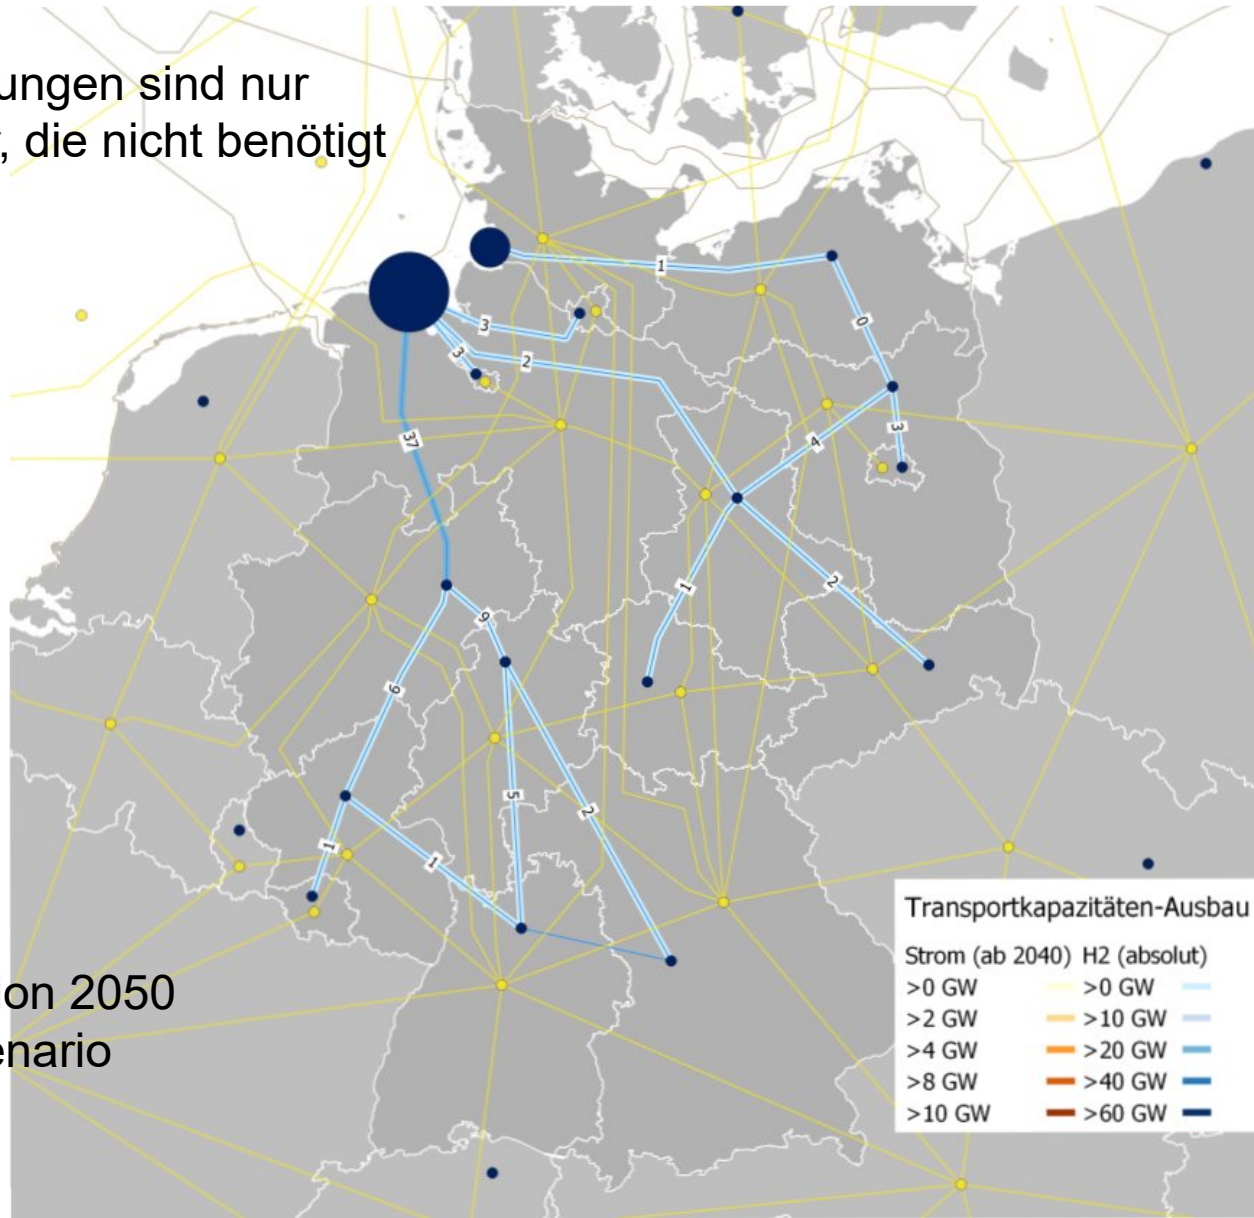 ungen sind nur
, die nicht benötigt
1
3
0
3
2
3
37
4
1
2
9
5
2
1
1
ion 2050
enario
Transportkapazitäten-Ausbau
Strom (ab 2040) H2 (absolut)
>0 GW >0 GW
>2 GW >10 GW
>4 GW >20 GW
>8 GW >40 GW
>10 GW >60 GW